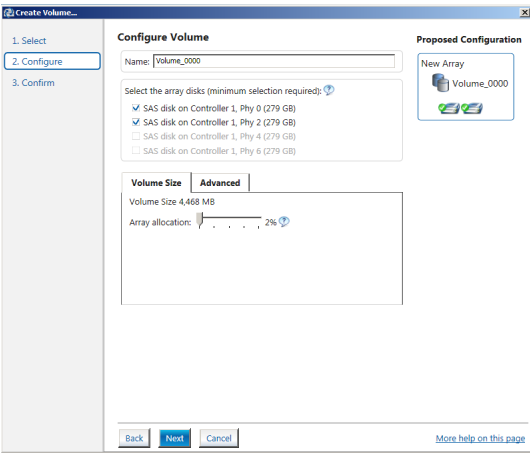 Create Volume...
1. Select
2. Configure
3. Confirm
Configure Volume
Name: Volume_0000
Select the array disks (minimum selection required):
SAS disk on Controller 1, Phy 0 (279 GB)
SAS disk on Controller 1, Phy 2 (279 GB)
SAS disk on Controller 1, Phy 4 (279 GB)
SAS disk on Controller 1, Phy 6 (279 GB)
Volume Size Advanced
Volume Size 4,468 MB
Array allocation: 2%
Proposed Configuration
New Array
Volume_0000
Back Next Cancel
More help on this page